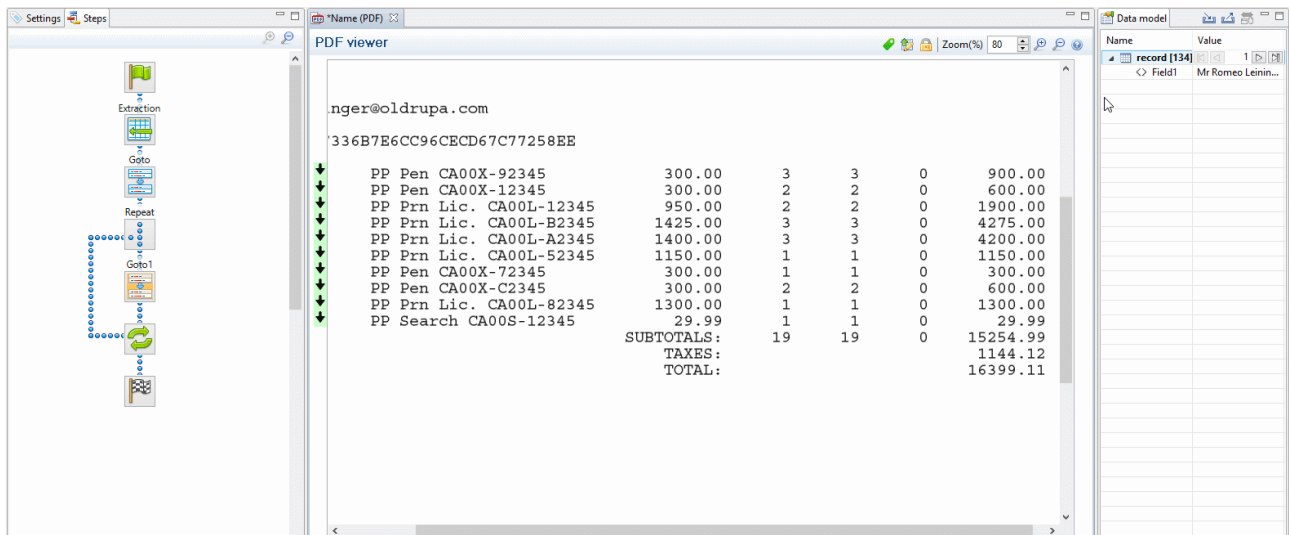 Settings Steps
Extraction
Goto
Repeat
Goto1
*Name (PDF)
PDF viewer Zoom(%) 80
nger@oldrupa.com
336B7E6CC96CECD67C77258EE
PP Pen CA00X-92345 300.00 3 3 0 900.00
PP Pen CA00X-12345 300.00 2 2 0 600.00
PP Prn Lic. CA00L-12345 950.00 2 2 0 1900.00
PP Prn Lic. CA00L-B2345 1425.00 3 3 0 4275.00
PP Prn Lic. CA00L-A2345 1400.00 3 3 0 4200.00
PP Prn Lic. CA00L-52345 1150.00 1 1 0 1150.00
PP Pen CA00X-72345 300.00 1 1 0 300.00
PP Pen CA00X-C2345 300.00 2 2 0 600.00
PP Prn Lic. CA00L-82345 1300.00 1 1 0 1300.00
PP Search CA00S-12345 29.99 1 1 0 29.99
SUBTOTALS: 19 19 0 15254.99
TAXES: 1144.12
TOTAL: 16399.11
Data model
Name Value
record [134] 1
Field1 Mr Romeo Leinin...